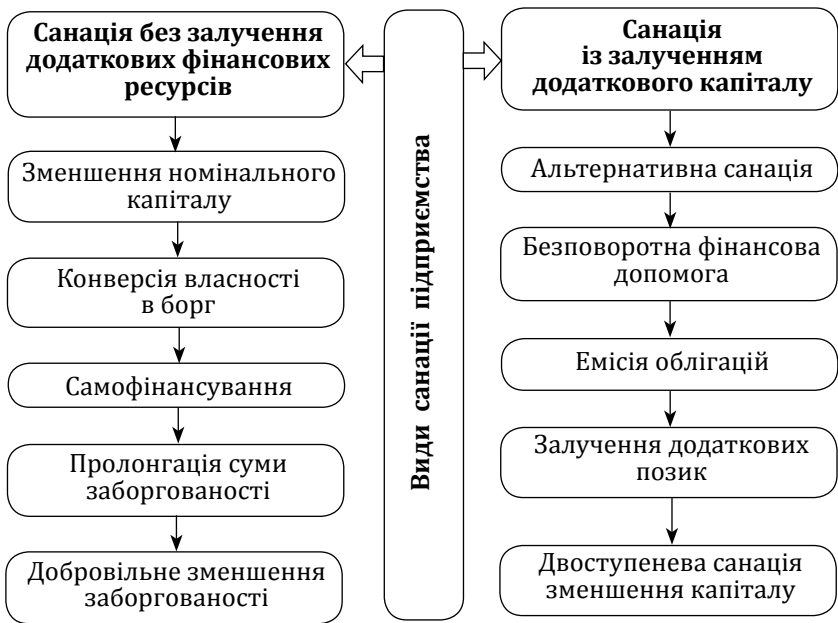 Санація без залучення
додаткових фінансових
ресурсів
Зменшення номінального
капіталу
Конверсія власності
в борг
Самофінансування
Пролонгація суми
заборгованості
Добровільне зменшення
заборгованості
Види санації підприємства
Санація
із залученням
додаткового капіталу
Альтернативна санація
Безповоротна фінансова
допомога
Емісія облігацій
Залучення додаткових
позик
Двоступенева санація
зменшення капіталу